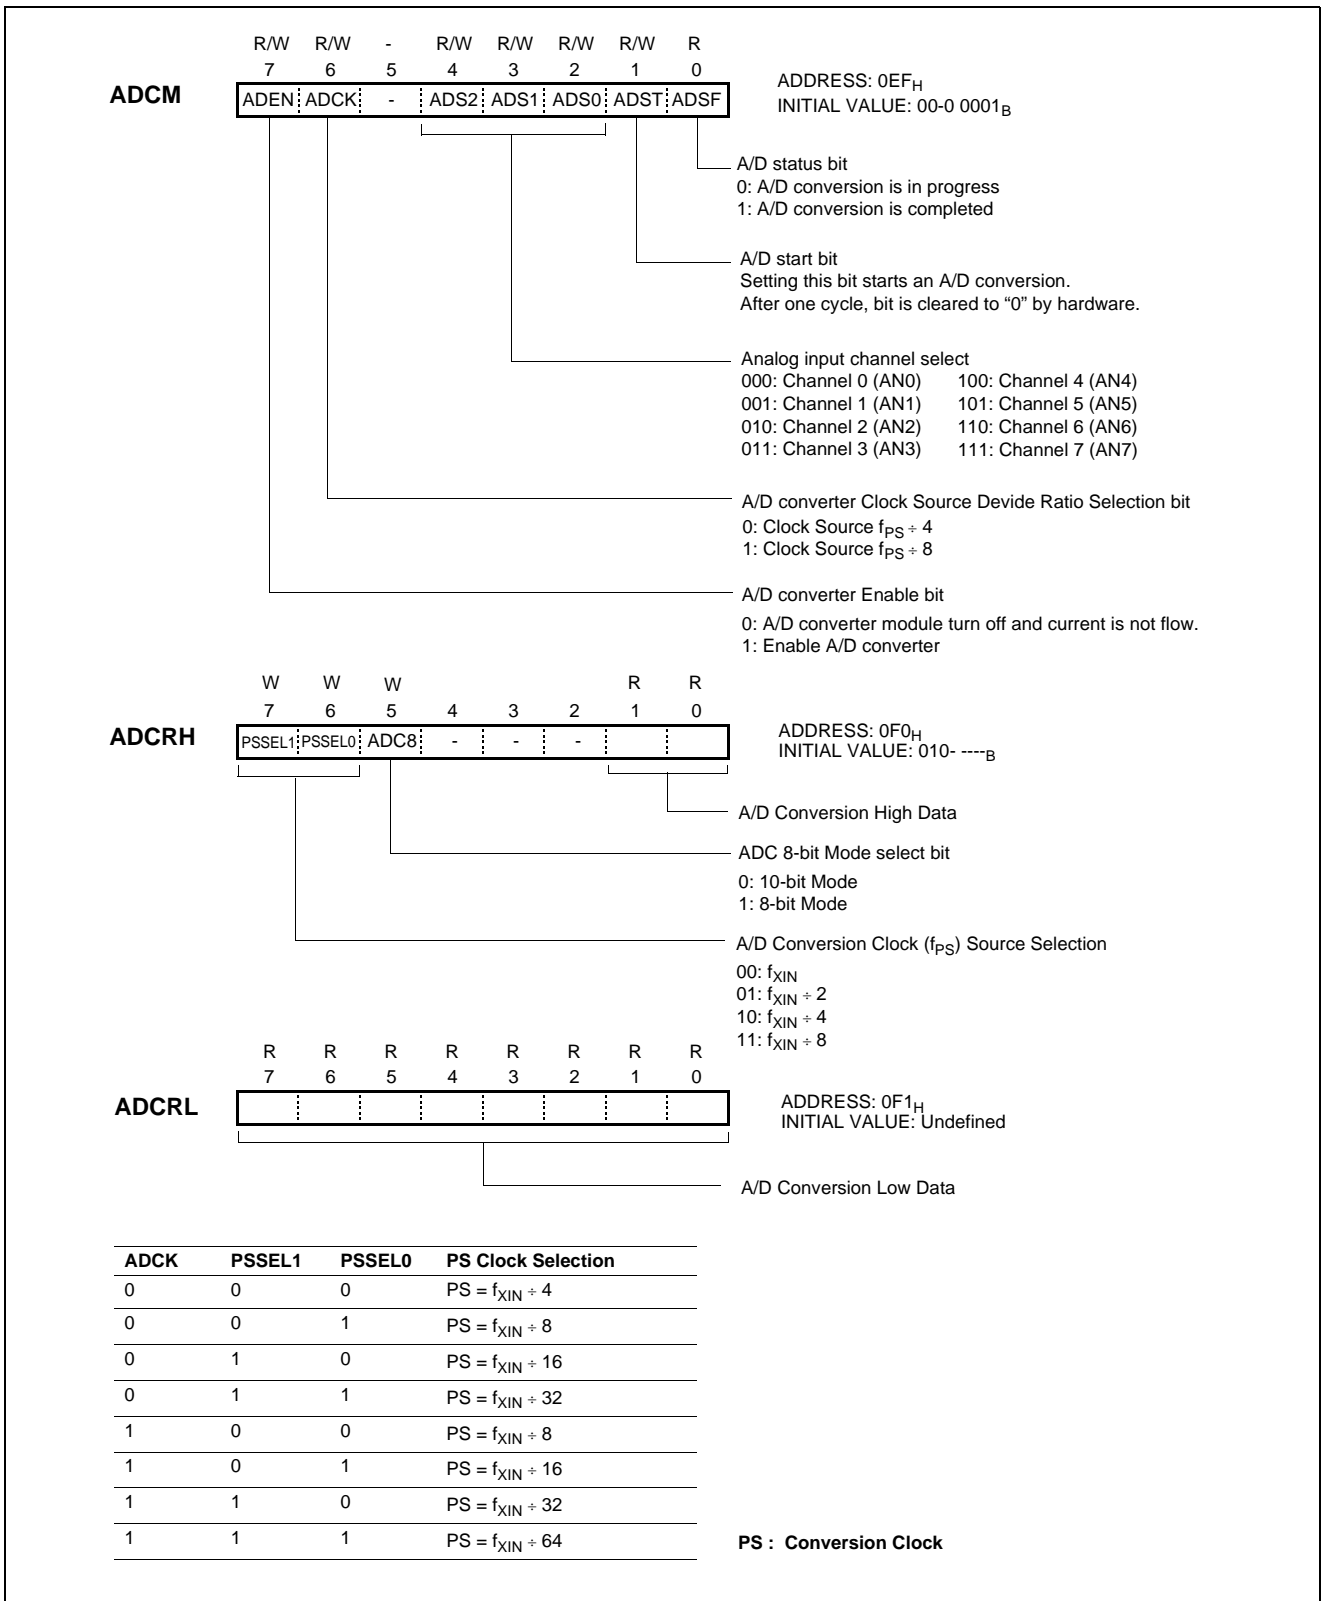 R/W R/W - R/W R/W R/W R/W R
7 6 5 4 3 2 1 0
ADCM ADEN ADCK - ADS2 ADS1 ADS0 ADST ADSF
ADDRESS: 0EFH
INITIAL VALUE: 00-0 0001B
A/D status bit
0: A/D conversion is in progress
1: A/D conversion is completed
A/D start bit
Setting this bit starts an A/D conversion.
After one cycle, bit is cleared to “0” by hardware.
Analog input channel select
000: Channel 0 (AN0) 100: Channel 4 (AN4)
001: Channel 1 (AN1) 101: Channel 5 (AN5)
010: Channel 2 (AN2) 110: Channel 6 (AN6)
011: Channel 3 (AN3) 111: Channel 7 (AN7)
A/D converter Clock Source Devide Ratio Selection bit
0: Clock Source fPS ÷ 4
1: Clock Source fPS ÷ 8
A/D converter Enable bit
0: A/D converter module turn off and current is not flow.
1: Enable A/D converter
W W W R R
7 6 5 4 3 2 1 0
ADCRH PSSEL1 PSSEL0 ADC8 - - -
ADDRESS: 0F0H
INITIAL VALUE: 010- ----B
A/D Conversion High Data
ADC 8-bit Mode select bit
0: 10-bit Mode
1: 8-bit Mode
A/D Conversion Clock (fPS) Source Selection
00: fXIN
01: fXIN ÷ 2
10: fXIN ÷ 4
11: fXIN ÷ 8
R R R R R R R R
7 6 5 4 3 2 1 0
ADCRL
ADDRESS: 0F1H
INITIAL VALUE: Undefined
A/D Conversion Low Data
ADCK PSSEL1 PSSEL0 PS Clock Selection
0 0 0 PS = fXIN ÷ 4
0 0 1 PS = fXIN ÷ 8
0 1 0 PS = fXIN ÷ 16
0 1 1 PS = fXIN ÷ 32
1 0 0 PS = fXIN ÷ 8
1 0 1 PS = fXIN ÷ 16
1 1 0 PS = fXIN ÷ 32
1 1 1 PS = fXIN ÷ 64
PS : Conversion Clock